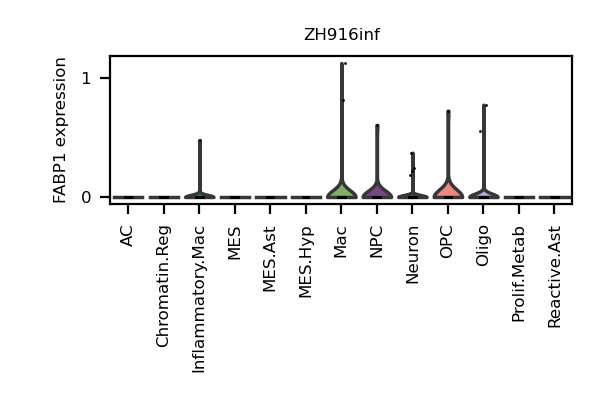 ZH916inf
FABP1 expression
1
0
AC
Chromatin.Reg
Inflammatory.Mac
MES
MES.Ast
MES.Hyp
Mac
NPC
Neuron
OPC
Oligo
Prolif.Metab
Reactive.Ast